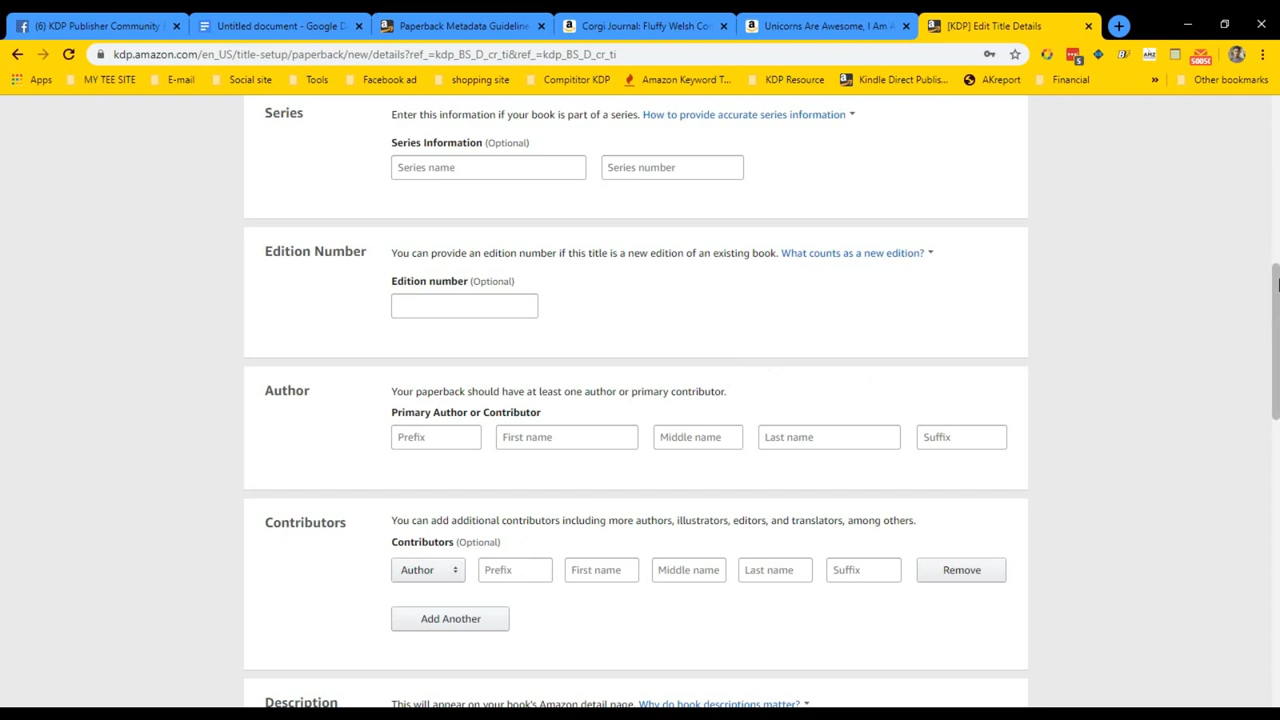 (6) KDP Publisher Community
Untitled document - Google D
Paperback Metadata Guideline
Corgi Journal: Fluffy Welsh Co
Unicorns Are Awesome, I Am A
[KDP] Edit Title Details
kdp.amazon.com/en_US/title-setup/paperback/new/details?ref_=kdp_BS_D_cr_ti&ref_=kdp_BS_D_cr_ti
Apps MY TEE SITE E-mail Social site Tools Facebook ad shopping site Compititor KDP Amazon Keyword T... KDP Resource Kindle Direct Publis... AKreport Financial » Other bookmarks
Series
Enter this information if your book is part of a series. How to provide accurate series information
Series Information (Optional)
Series name Series number
Edition Number
You can provide an edition number if this title is a new edition of an existing book. What counts as a new edition?
Edition number (Optional)
Author
Your paperback should have at least one author or primary contributor.
Primary Author or Contributor
Prefix First name Middle name Last name Suffix
Contributors
You can add additional contributors including more authors, illustrators, editors, and translators, among others.
Contributors (Optional)
Author Prefix First name Middle name Last name Suffix Remove
Add Another
Description
This will appear on your book's Amazon detail page. Why do book descriptions matter?